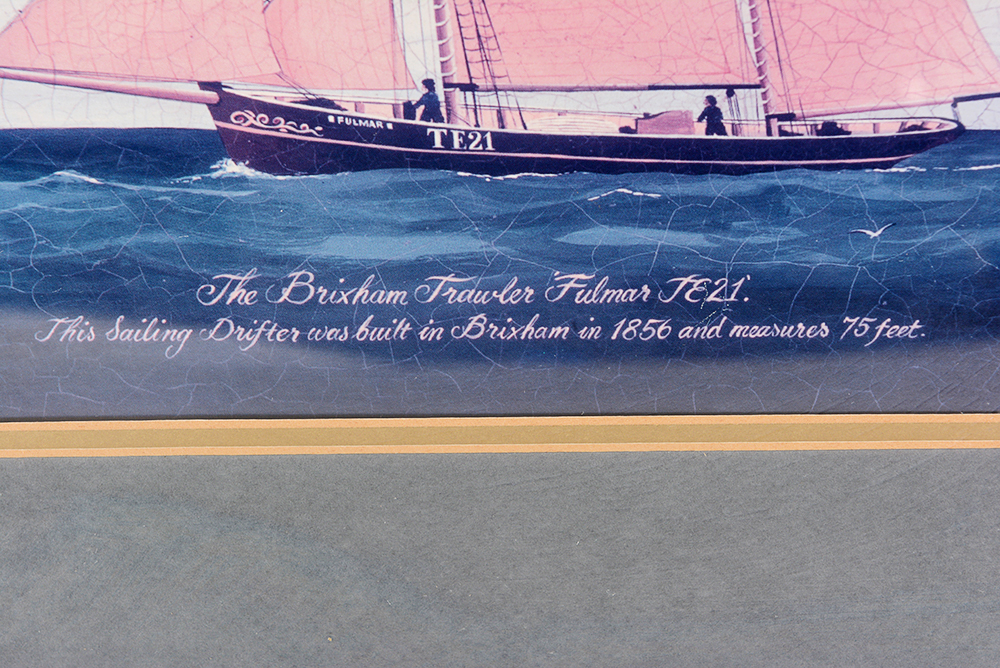 FULMAR
TE21
The Brixham Trawler 'Fulmar TE21'.
This Sailing Drifter was built in Brixham in 1856 and measures 75 feet.